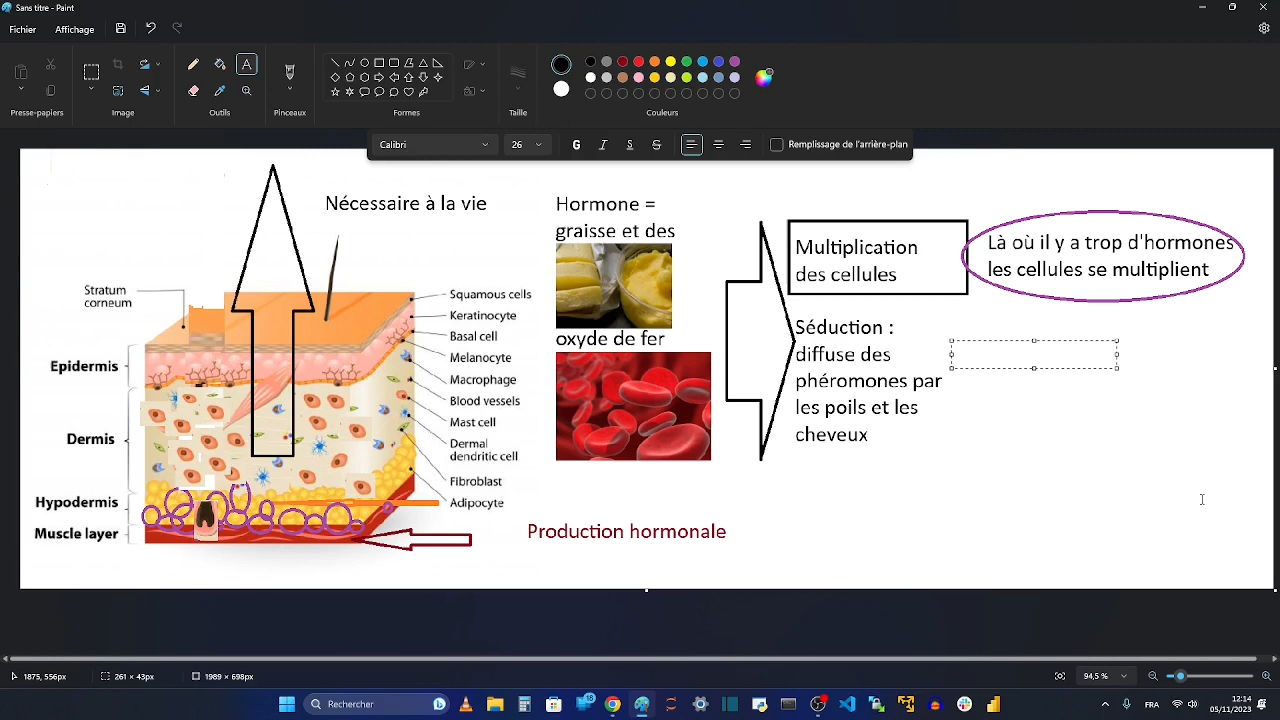 Sans titre - Paint
Fichier
Affichage
Presse-papiers
Image
Outils
Pinceaux
Formes
Taille
Couleurs
Calibri
26
G
I
S
S
Remplissage de l'arrière-plan
Nécessaire à la vie
Hormone =
graisse et des
oxyde de fer
Multiplication
des cellules
Là où il y a trop d'hormones
les cellules se multiplient
Séduction :
diffuse des
phéromones par
les poils et les
cheveux
Production hormonale
Stratum
corneum
Epidermis
Dermis
Hypodermis
Muscle layer
Squamous cells
Keratinocyte
Basal cell
Melanocyte
Macrophage
Blood vessels
Mast cell
Dermal
dendritic cell
Fibroblast
Adipocyte
1875, 556px
1989 × 698px
94,5 %
Rechercher
FRA
12:14
05/11/2023